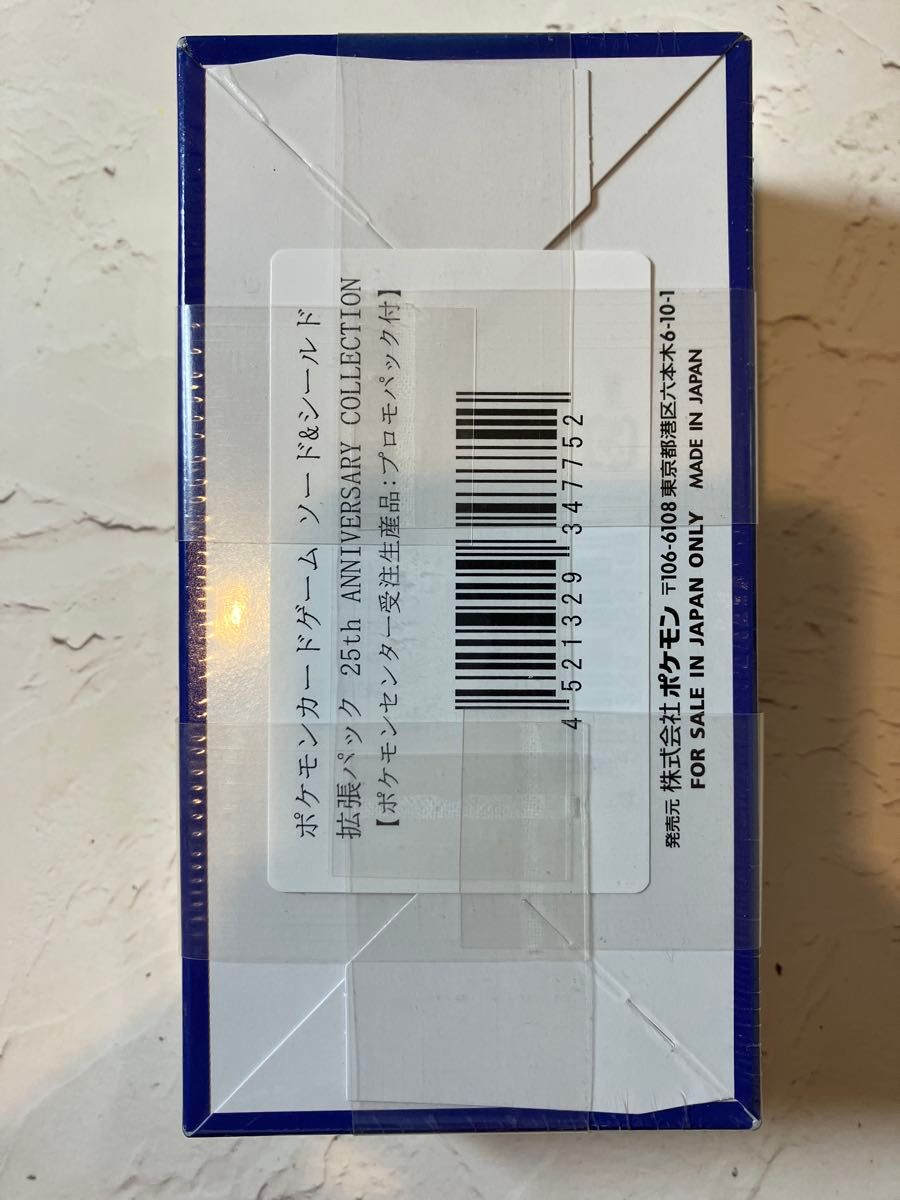 ポケモンカードゲーム ソード&シールド
拡張パック 25th ANNIVERSARY COLLECTION
【ポケモンセンター受注生産品:プロモパック付】
4 521329 347752
発売元 株式会社 ポケモン 〒106-6108 東京都港区六本木6-10-1
FOR SALE IN JAPAN ONLY MADE IN JAPAN